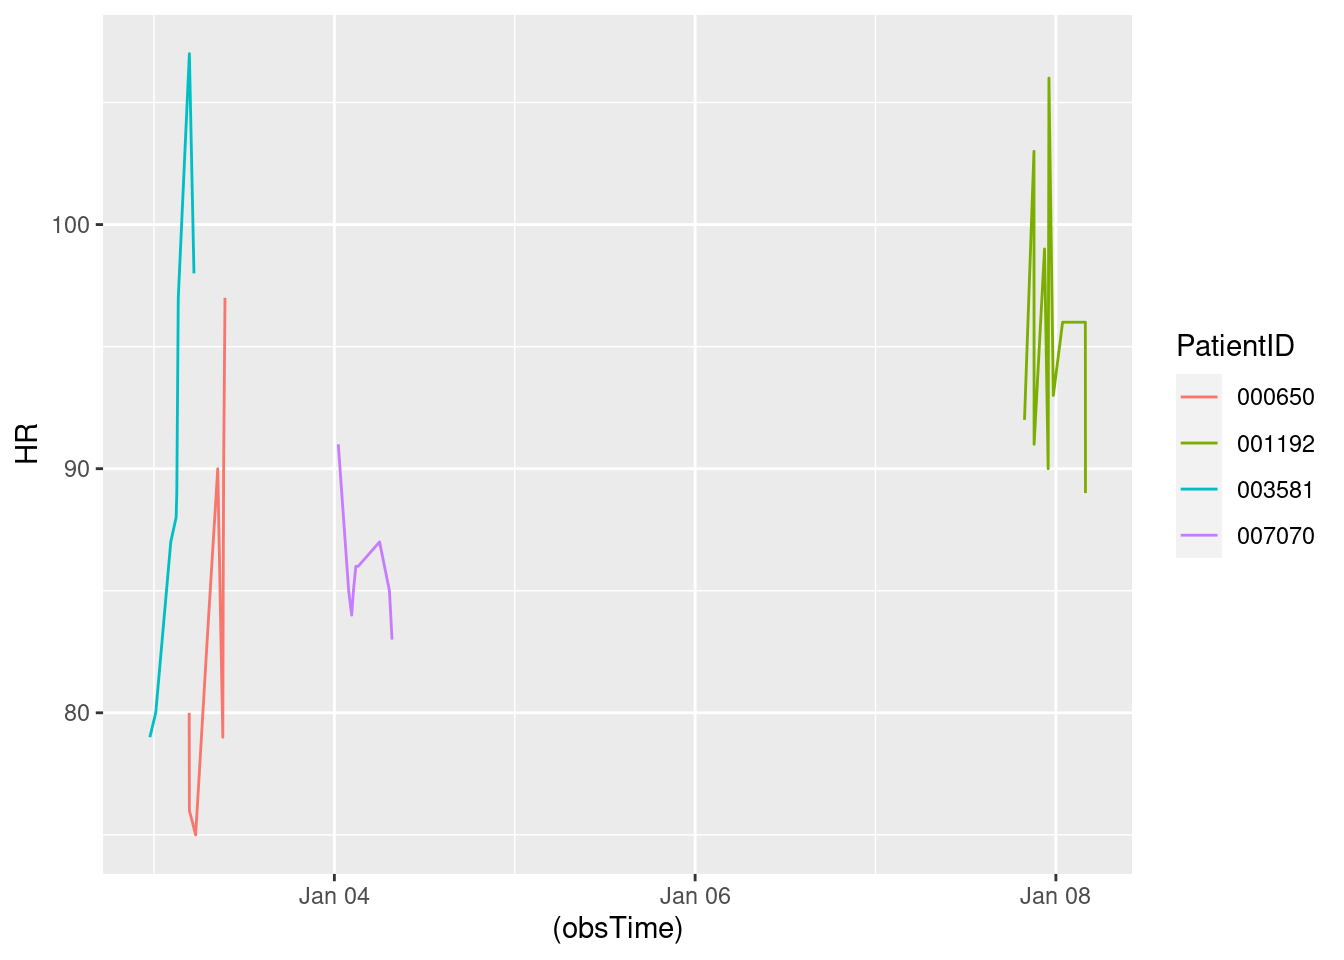 100
90
80
HR
Jan 04
Jan 06
Jan 08
(obsTime)
PatientID
000650
001192
003581
007070